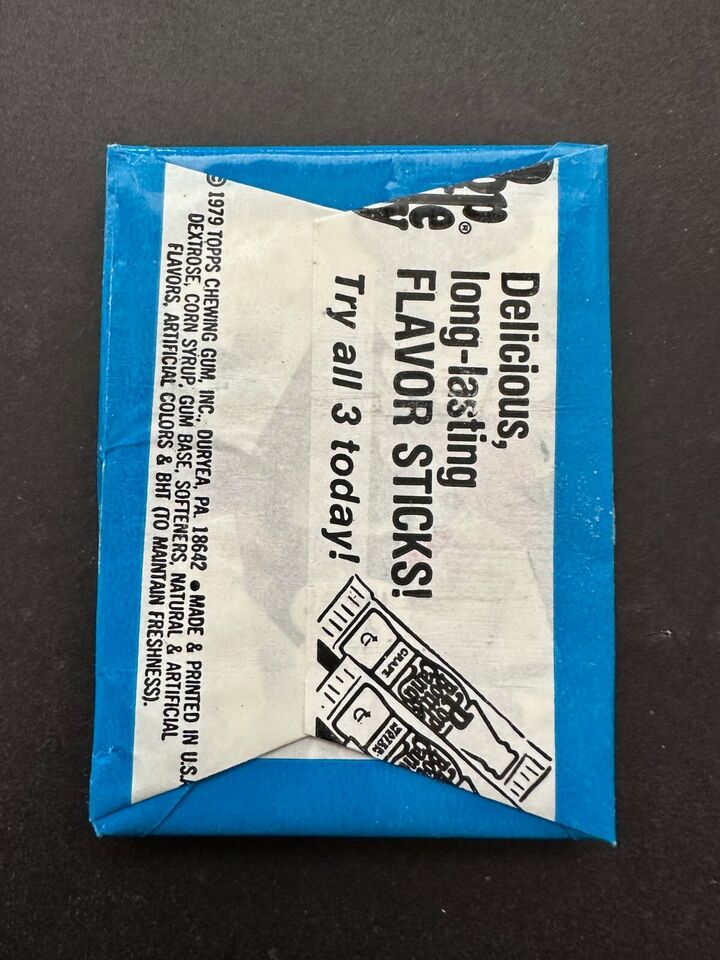 Delicious,
long-lasting
FLAVOR STICKS!
Try all 3 today!
GRAPE
© 1979 TOPPS CHEWING GUM, INC., DURYEA, PA. 18642 • MADE & PRINTED IN U.S.A
DEXTROSE, CORN SYRUP, GUM BASE, SOFTENERS, NATURAL & ARTIFICIAL
FLAVORS, ARTIFICIAL COLORS & BHT (TO MAINTAIN FRESHNESS).